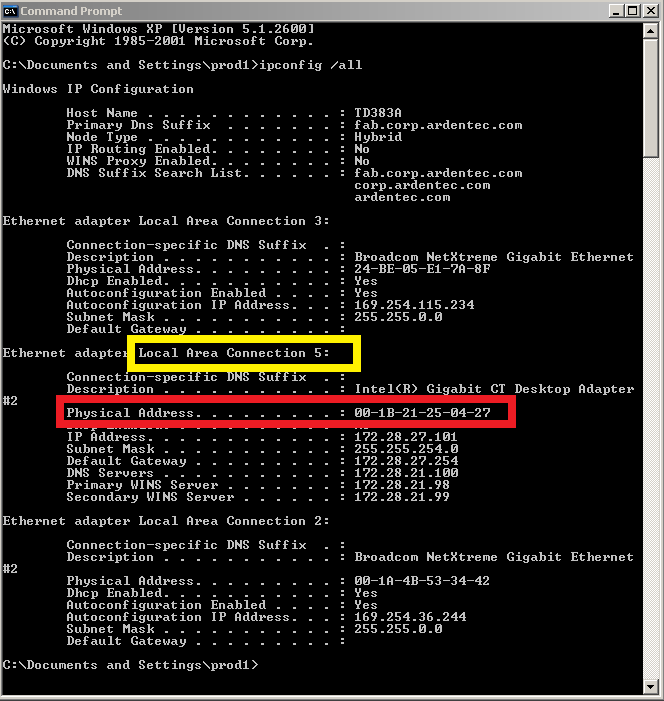 Command Prompt
Microsoft Windows XP [Version 5.1.2600]
(C) Copyright 1985-2001 Microsoft Corp.
C:\Documents and Settings\prod1>ipconfig /all
Windows IP Configuration
Host Name . . . . . . . . . . . . : TD383A
Primary Dns Suffix . . . . . . . : fab.corp.ardentec.com
Node Type . . . . . . . . . . . . : Hybrid
IP Routing Enabled. . . . . . . . : No
WINS Proxy Enabled. . . . . . . . : No
DNS Suffix Search List. . . . . . : fab.corp.ardentec.com
corp.ardentec.com
ardentec.com
Ethernet adapter Local Area Connection 3:
Connection-specific DNS Suffix . :
Description . . . . . . . . . . . : Broadcom NetXtreme Gigabit Ethernet
Physical Address. . . . . . . . . : 24-BE-05-E1-7A-8F
Dhcp Enabled. . . . . . . . . . . : Yes
Autoconfiguration Enabled . . . . : Yes
Autoconfiguration IP Address. . . : 169.254.115.234
Subnet Mask . . . . . . . . . . . : 255.255.0.0
Default Gateway . . . . . . . . . :
Ethernet adapter Local Area Connection 5:
Connection-specific DNS Suffix . :
Description . . . . . . . . . . . : Intel(R) Gigabit CT Desktop Adapter
#2
Physical Address. . . . . . . . . : 00-1B-21-25-04-27
IP Address. . . . . . . . . . . . : 172.28.27.101
Subnet Mask . . . . . . . . . . . : 255.255.254.0
Default Gateway . . . . . . . . . : 172.28.27.254
DNS Servers . . . . . . . . . . . : 172.28.21.100
Primary WINS Server . . . . . . . : 172.28.21.98
Secondary WINS Server . . . . . . : 172.28.21.99
Ethernet adapter Local Area Connection 2:
Connection-specific DNS Suffix . :
Description . . . . . . . . . . . : Broadcom NetXtreme Gigabit Ethernet
#2
Physical Address. . . . . . . . . : 00-1A-4B-53-34-42
Dhcp Enabled. . . . . . . . . . . : Yes
Autoconfiguration Enabled . . . . : Yes
Autoconfiguration IP Address. . . : 169.254.36.244
Subnet Mask . . . . . . . . . . . : 255.255.0.0
Default Gateway . . . . . . . . . :
C:\Documents and Settings\prod1>